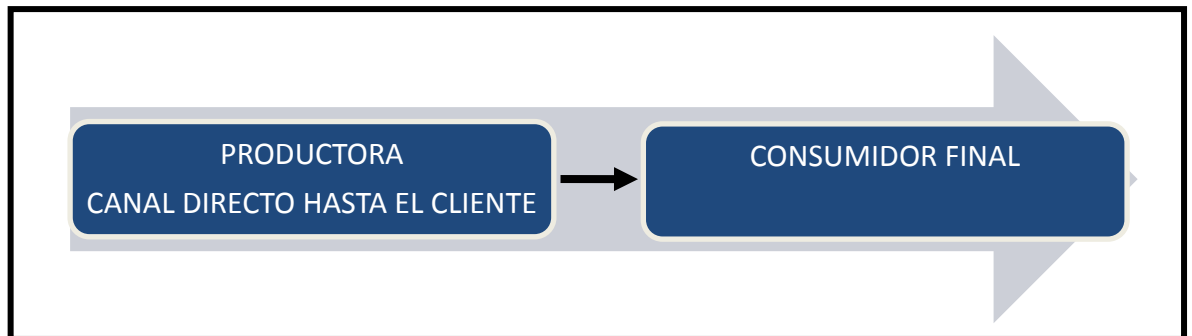 PRODUCTORA
CANAL DIRECTO HASTA EL CLIENTE
CONSUMIDOR FINAL